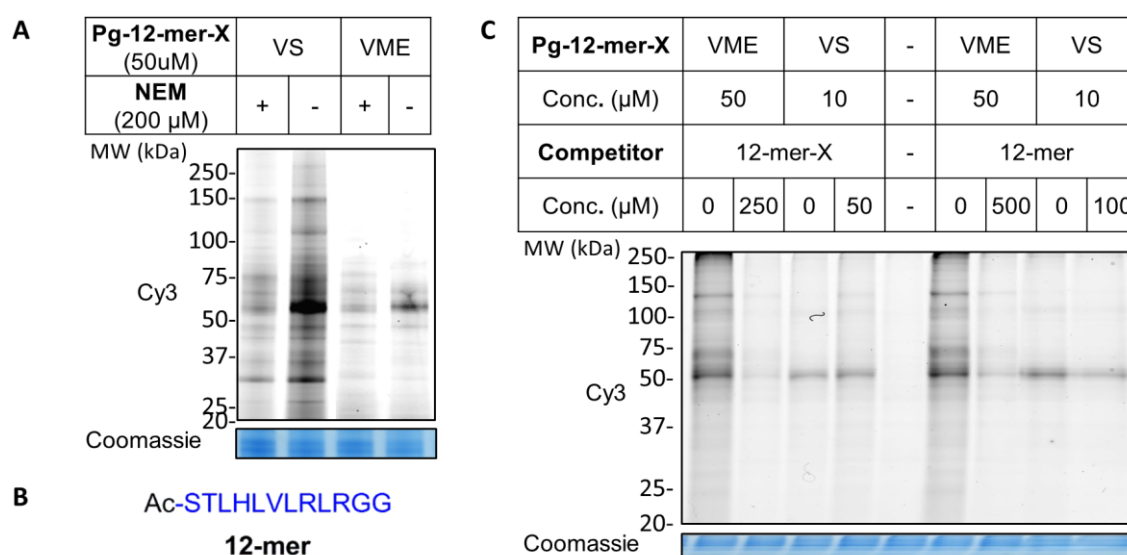 A
Pg-12-mer-X
(50uM)
VS VME
NEM
(200 µM)
+ - + -
MW (kDa)
250-
150-
100-
75-
Cy3
50-
37-
25-
20-
Coomassie
B
Ac-STLHLVLRLRGG
12-mer
C
Pg-12-mer-X VME VS - VME VS
Conc. (µM) 50 10 - 50 10
Competitor 12-mer-X - 12-mer
Conc. (µM) 0 250 0 50 - 0 500 0 100
MW (kDa)
250-
150-
100-
75-
50-
Cy3
37-
25-
20-
Coomassie